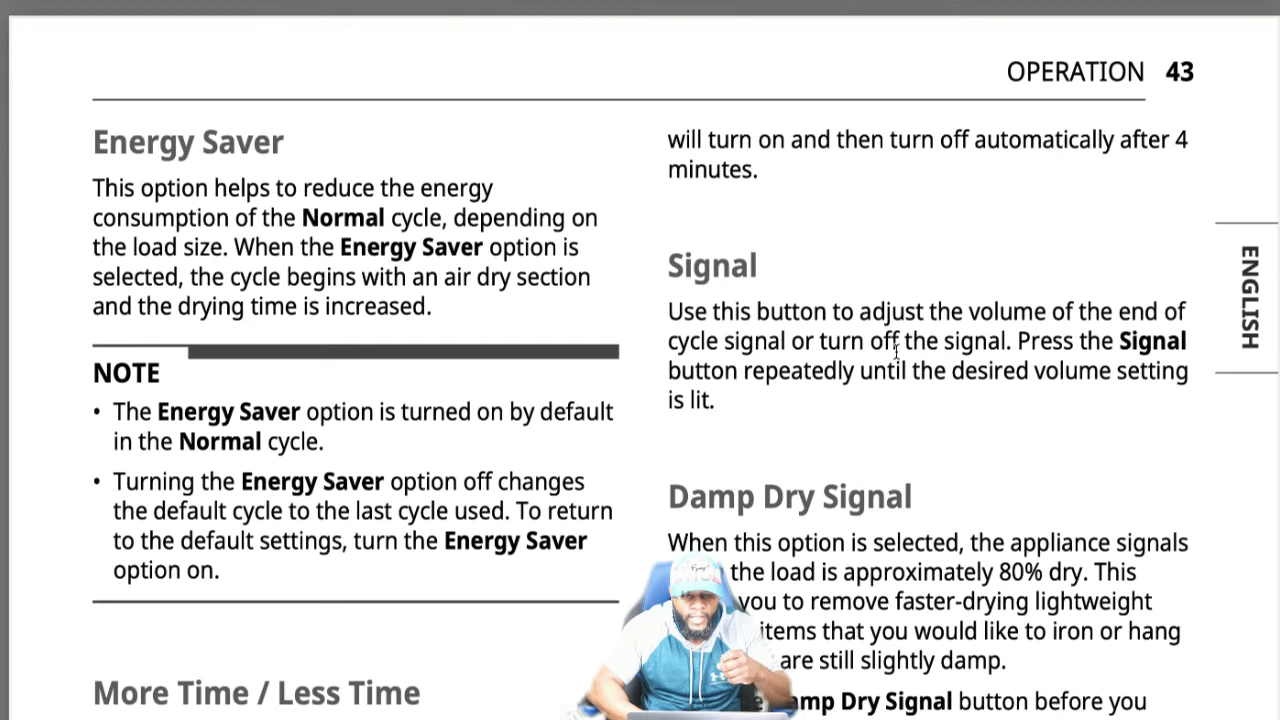 OPERATION 43
Energy Saver
This option helps to reduce the energy
consumption of the Normal cycle, depending on
the load size. When the Energy Saver option is
selected, the cycle begins with an air dry section
and the drying time is increased.
NOTE
• The Energy Saver option is turned on by default
in the Normal cycle.
• Turning the Energy Saver option off changes
the default cycle to the last cycle used. To return
to the default settings, turn the Energy Saver
option on.
More Time / Less Time
will turn on and then turn off automatically after 4
minutes.
Signal
Use this button to adjust the volume of the end of
cycle signal or turn off the signal. Press the Signal
button repeatedly until the desired volume setting
is lit.
Damp Dry Signal
When this option is selected, the appliance signals
the load is approximately 80% dry. This
you to remove faster-drying lightweight
items that you would like to iron or hang
are still slightly damp.
Damp Dry Signal button before you
ENGLISH